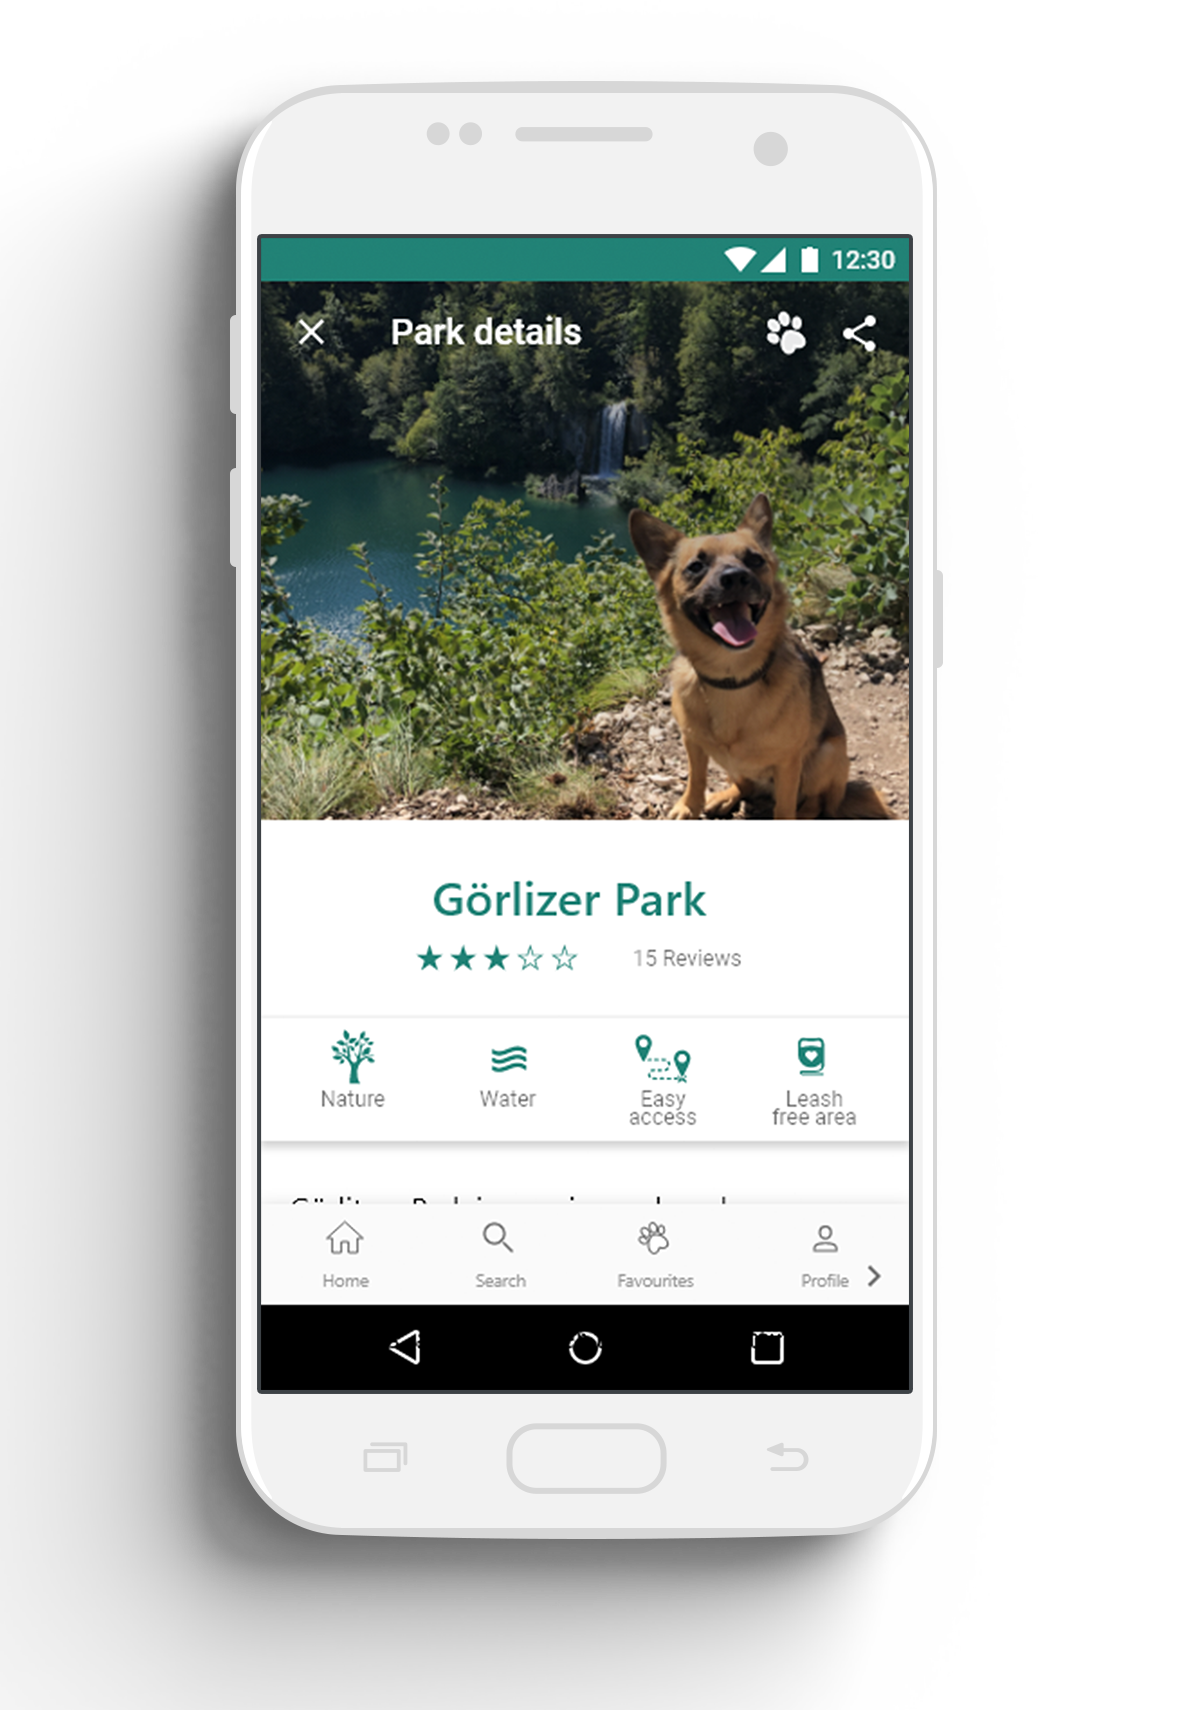 12:30
Park details
Görlizer Park
15 Reviews
Nature
Water
Easy
access
Leash
free area
Home
Search
Favourites
Profile